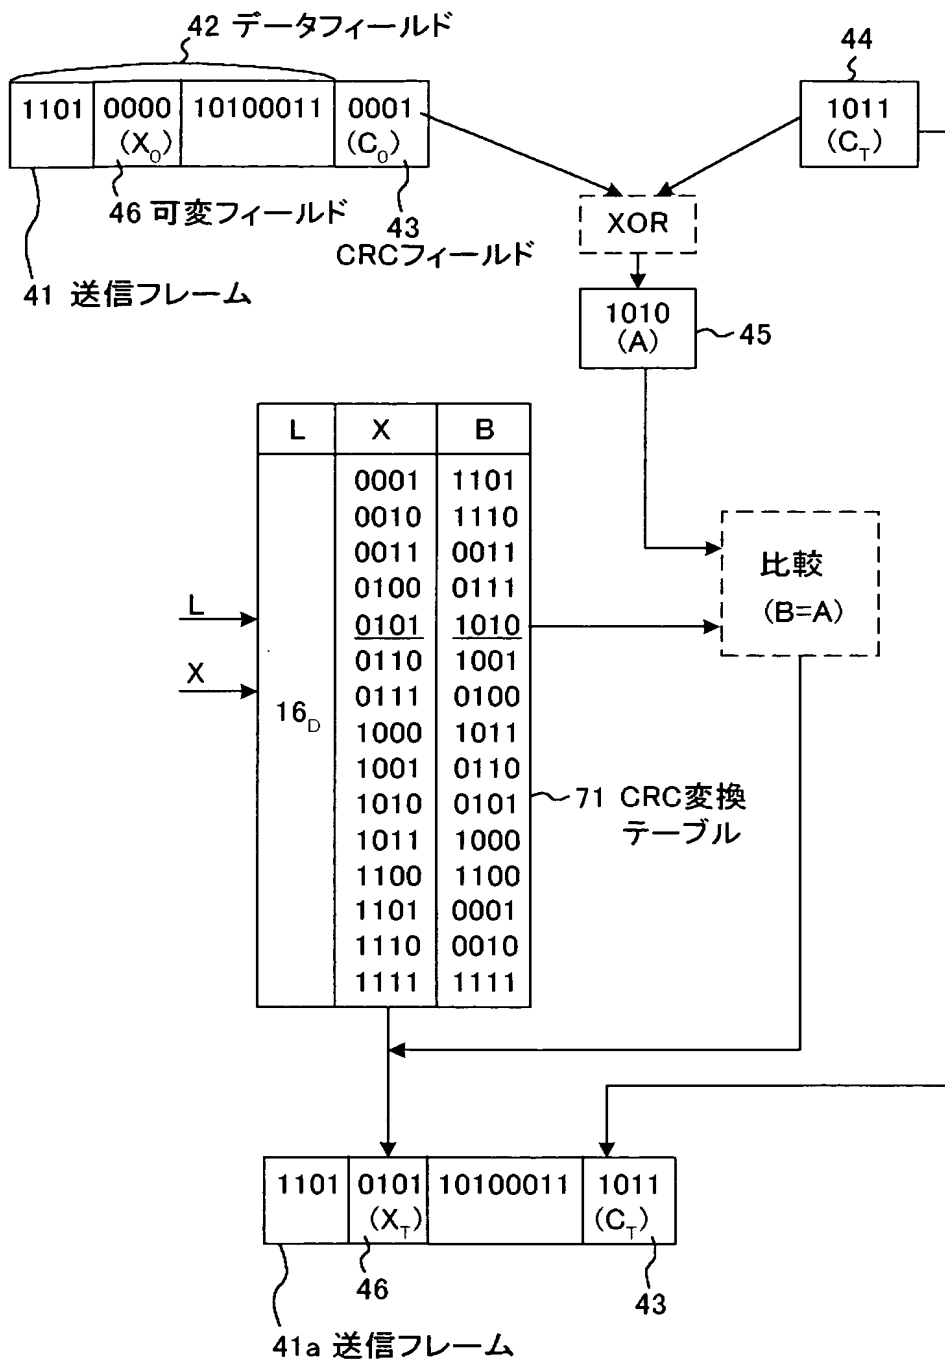 42 データフィールド
44
1101 0000 10100011 0001
(X0) (C0)
1011
(CT)
46 可変フィールド
43
CRCフィールド
XOR
41 送信フレーム
1010
(A)
45
L X B
0001 1101
0010 1110
0011 0011
0100 0111
0101 1010
0110 1001
0111 0100
1000 1011
1001 0110
1010 0101
1011 1000
1100 1100
1101 0001
1110 0010
1111 1111
L
X
16D
比較
(B=A)
71 CRC変換
テーブル
1101 0101 10100011 1011
(XT) (CT)
46
43
41a 送信フレーム